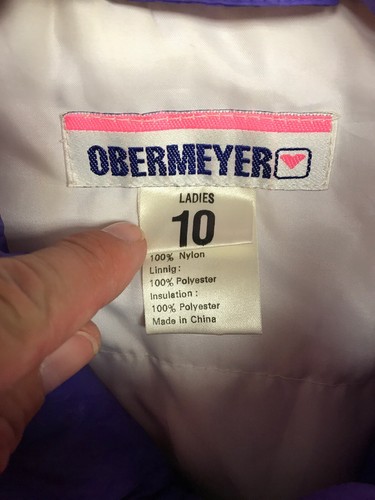 OBERMEYER
LADIES
10
100% Nylon
Linnig:
100% Polyester
Insulation:
100% Polyester
Made in China